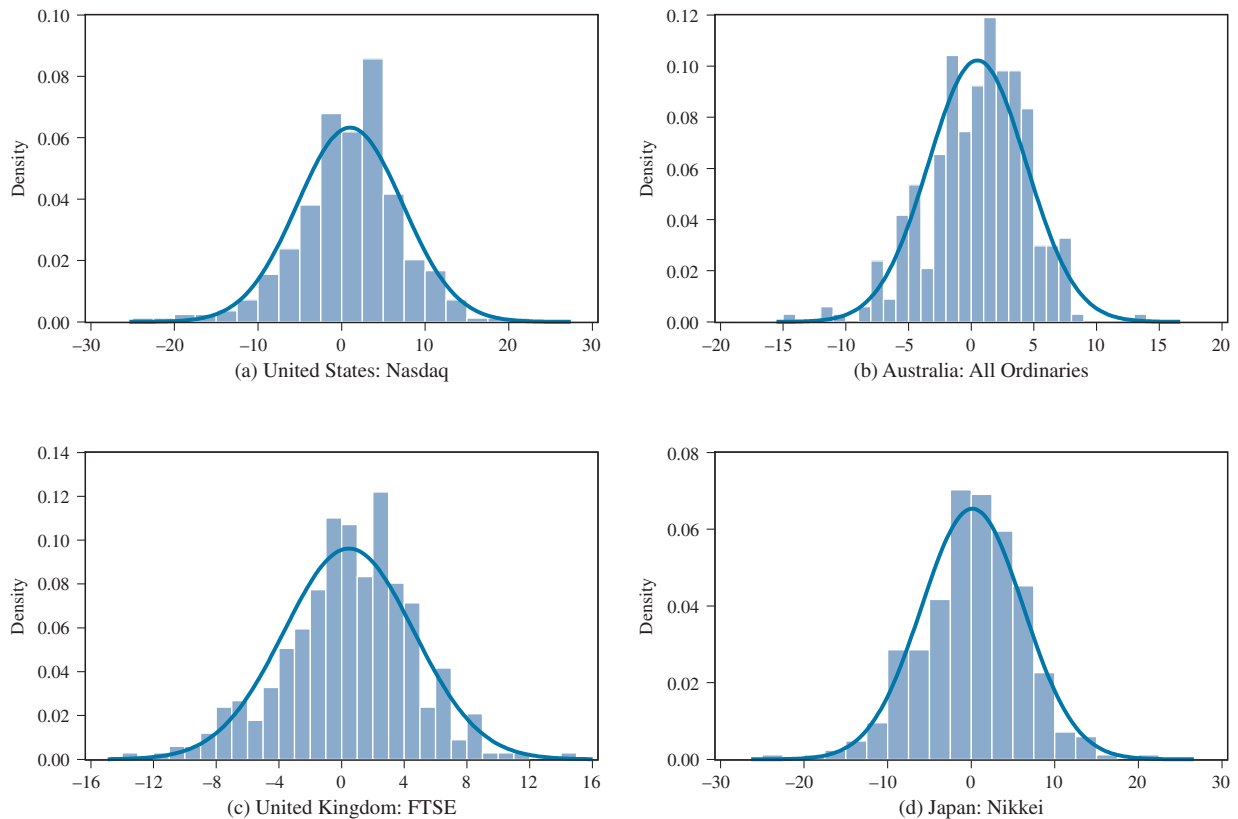 0.10
0.08
0.06
0.04
0.02
0.00
Density
–30 –20 –10 0 10 20 30
(a) United States: Nasdaq
0.12
0.10
0.08
0.06
0.04
0.02
0.00
Density
–20 –15 –10 –5 0 5 10 15 20
(b) Australia: All Ordinaries
0.14
0.12
0.10
0.08
0.06
0.04
0.02
0.00
Density
–16 –12 –8 –4 0 4 8 12 16
(c) United Kingdom: FTSE
0.08
0.06
0.04
0.02
0.00
Density
–30 –20 –10 0 10 20 30
(d) Japan: Nikkei